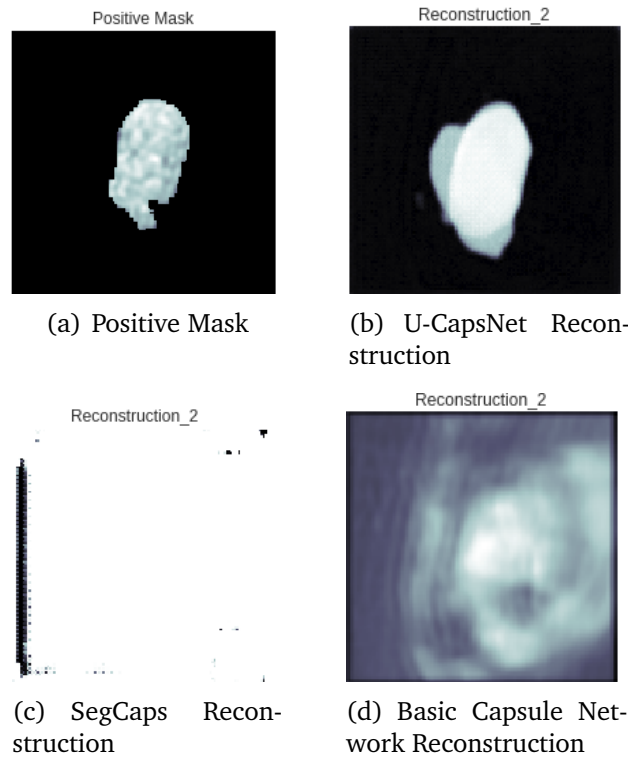 Positive Mask
Reconstruction_2
(a) Positive Mask
(b) U-CapsNet Recon-
struction
Reconstruction_2
Reconstruction_2
(c) SegCaps Recon-
struction
(d) Basic Capsule Net-
work Reconstruction